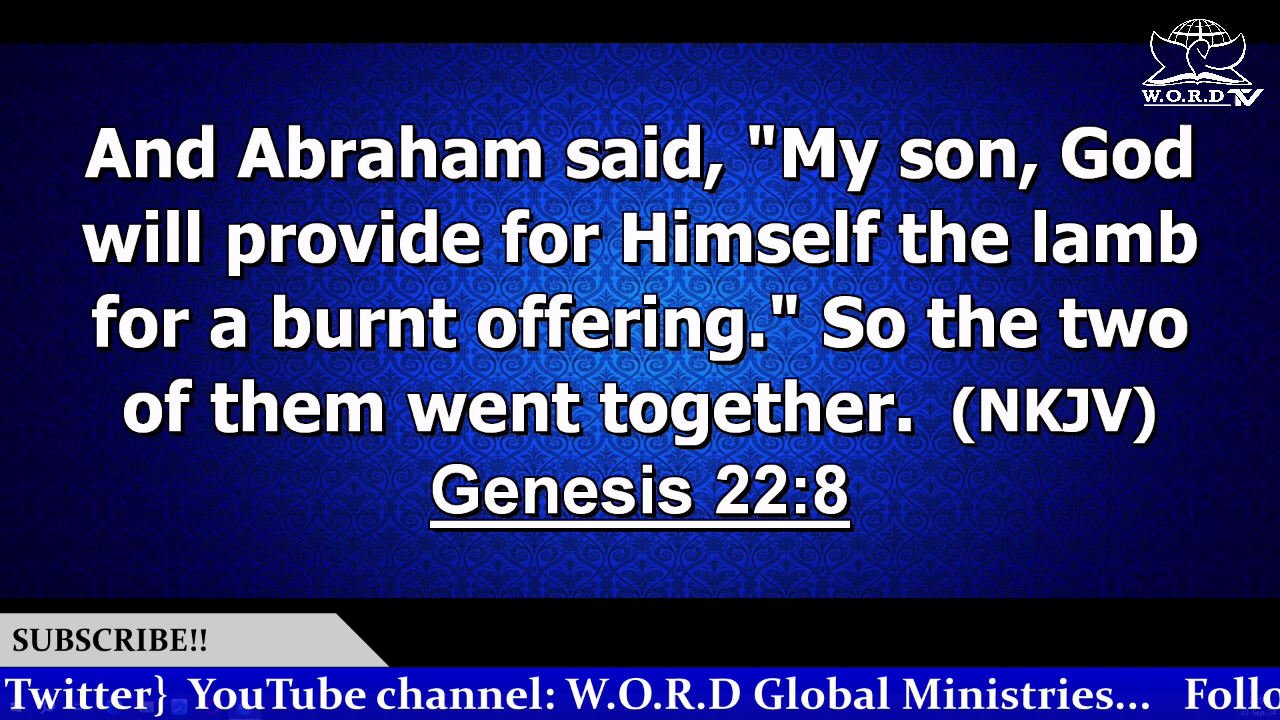 W.O.R.D TV
And Abraham said, "My son, God
will provide for Himself the lamb
for a burnt offering." So the two
of them went together. (NKJV)
Genesis 22:8
SUBSCRIBE!!
Twitter} YouTube channel: W.O.R.D Global Ministries... Follo